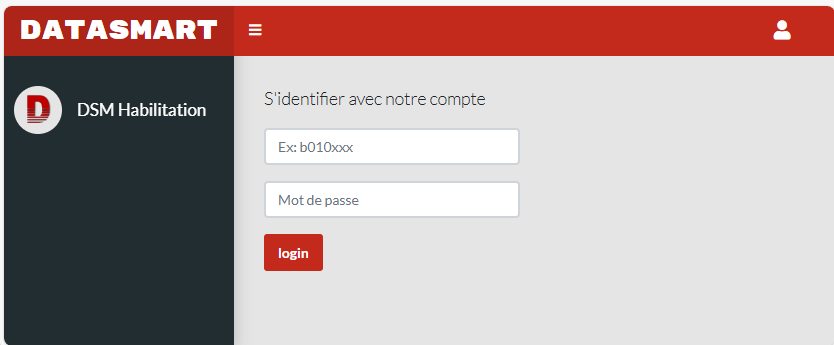 DATASMART
D
DSM Habilitation
S'identifier avec notre compte
Ex: b010xxx
Mot de passe
login